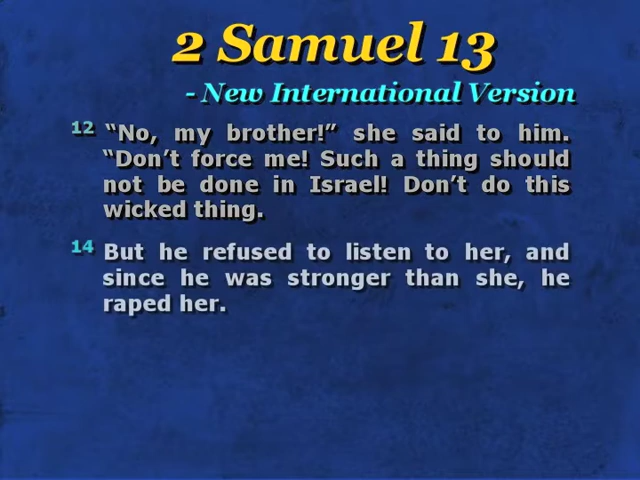 2 Samuel 13
- New International Version
12 “No, my brother!” she said to him.
“Don’t force me! Such a thing should
not be done in Israel! Don’t do this
wicked thing.
14 But he refused to listen to her, and
since he was stronger than she, he
raped her.